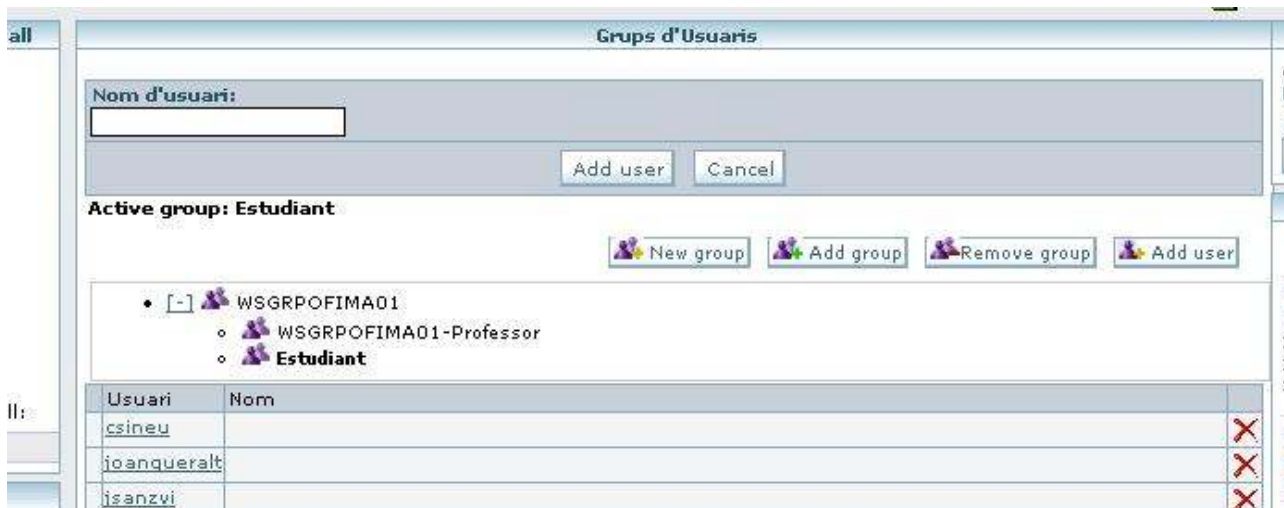 all
Grups d'Usuaris
Nom d'usuari:
Add user Cancel
Active group: Estudiant
New group Add group Remove group Add user
[-] WSGRPOFIMA01
WSGRPOFIMA01-Professor
Estudiant
Usuari Nom
ll:
csineu
joanqueralt
jsanzvi